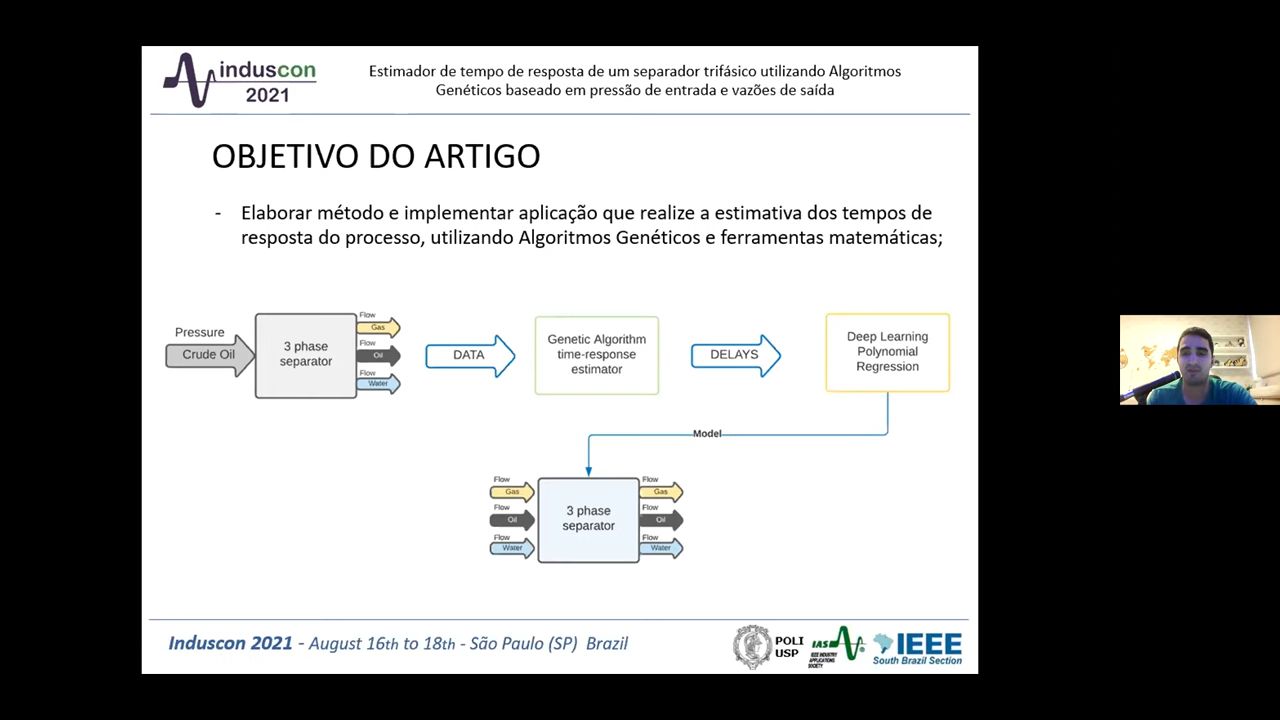 induscon
2021
Estimador de tempo de resposta de um separador trifásico utilizando Algoritmos
Genéticos baseado em pressão de entrada e vazões de saída
OBJETIVO DO ARTIGO
- Elaborar método e implementar aplicação que realize a estimativa dos tempos de
resposta do processo, utilizando Algoritmos Genéticos e ferramentas matemáticas;
Pressure
Crude Oil
3 phase
separator
Flow
Gas
Flow
Oil
Flow
Water
DATA
Genetic Algorithm
time-response
estimator
DELAYS
Deep Learning
Polynomial
Regression
Model
Flow
Gas
Flow
Oil
Flow
Water
3 phase
separator
Flow
Gas
Flow
Oil
Flow
Water
Induscon 2021 - August 16th to 18th - São Paulo (SP) Brazil
POLI
USP
IAS
IEEE INDUSTRY
APPLICATIONS
SOCIETY
IEEE
South Brazil Section